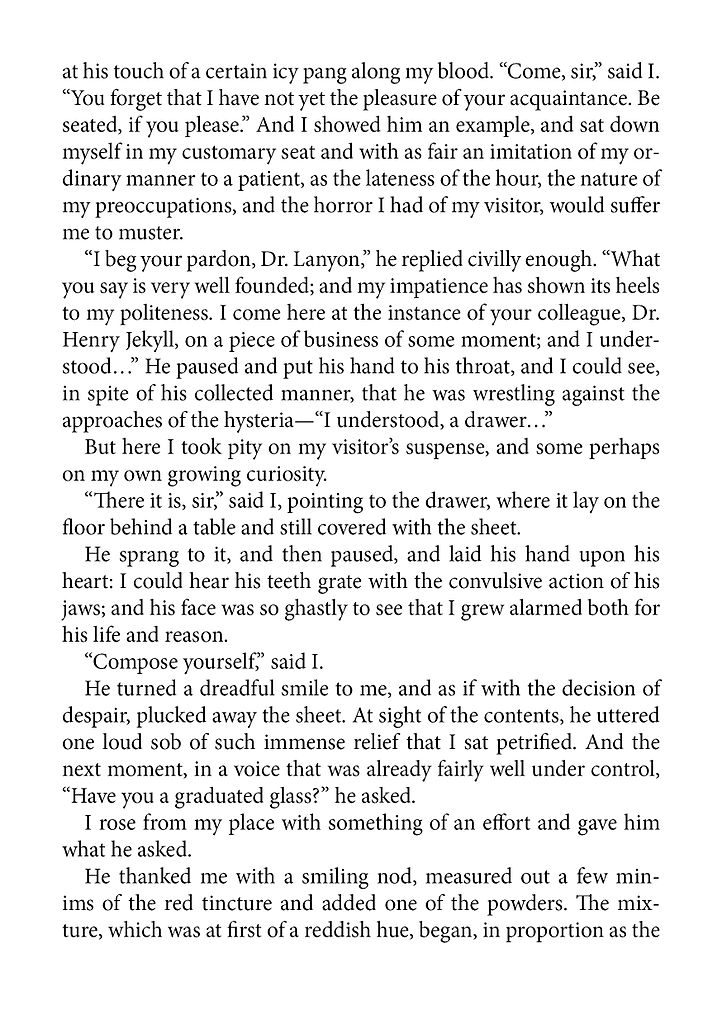 at his touch of a certain icy pang along my blood. “Come, sir,” said I.
“You forget that I have not yet the pleasure of your acquaintance. Be
seated, if you please.” And I showed him an example, and sat down
myself in my customary seat and with as fair an imitation of my or-
dinary manner to a patient, as the lateness of the hour, the nature of
my preoccupations, and the horror I had of my visitor, would suffer
me to muster.
“I beg your pardon, Dr. Lanyon,” he replied civilly enough. “What
you say is very well founded; and my impatience has shown its heels
to my politeness. I come here at the instance of your colleague, Dr.
Henry Jekyll, on a piece of business of some moment; and I under-
stood…” He paused and put his hand to his throat, and I could see,
in spite of his collected manner, that he was wrestling against the
approaches of the hysteria—“I understood, a drawer…”
But here I took pity on my visitor’s suspense, and some perhaps
on my own growing curiosity.
“There it is, sir,” said I, pointing to the drawer, where it lay on the
floor behind a table and still covered with the sheet.
He sprang to it, and then paused, and laid his hand upon his
heart: I could hear his teeth grate with the convulsive action of his
jaws; and his face was so ghastly to see that I grew alarmed both for
his life and reason.
“Compose yourself,” said I.
He turned a dreadful smile to me, and as if with the decision of
despair, plucked away the sheet. At sight of the contents, he uttered
one loud sob of such immense relief that I sat petrified. And the
next moment, in a voice that was already fairly well under control,
“Have you a graduated glass?” he asked.
I rose from my place with something of an effort and gave him
what he asked.
He thanked me with a smiling nod, measured out a few min-
ims of the red tincture and added one of the powders. The mix-
ture, which was at first of a reddish hue, began, in proportion as the